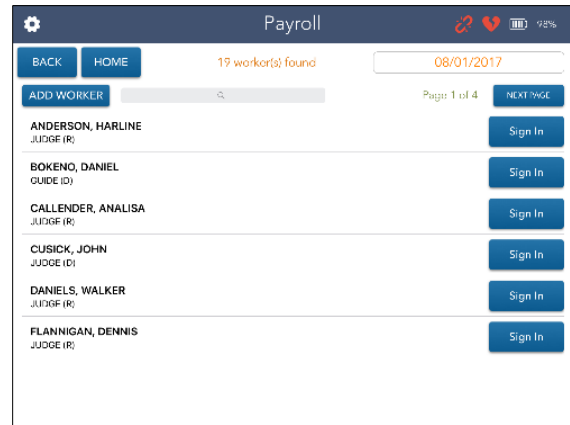 Payroll
98%
BACK HOME 19 worker(s) found 08/01/2017
ADD WORKER Page 1 of 4 NEXT PAGE
ANDERSON, HARLINE
JUDGE (R)
Sign In
BOKENO, DANIEL
GUIDE (D)
Sign In
CALLENDER, ANALISA
JUDGE (R)
Sign In
CUSICK, JOHN
JUDGE (D)
Sign In
DANIELS, WALKER
JUDGE (R)
Sign In
FLANNIGAN, DENNIS
JUDGE (R)
Sign In